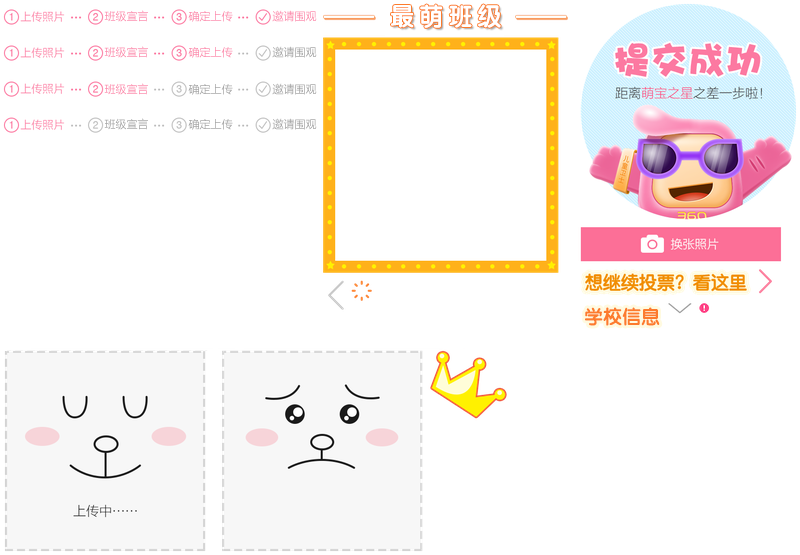 ①上传照片 ··· ②班级宣言 ··· ③确定上传 ··· 邀请围观
①上传照片 ··· ②班级宣言 ··· ③确定上传 ··· 邀请围观
①上传照片 ··· ②班级宣言 ··· ③确定上传 ··· 邀请围观
①上传照片 ··· ②班级宣言 ··· ③确定上传 ··· 邀请围观
最萌班级
提交成功
距离萌宝之星之差一步啦!
360
换张照片
想继续投票?看这里
学校信息
!
上传中······